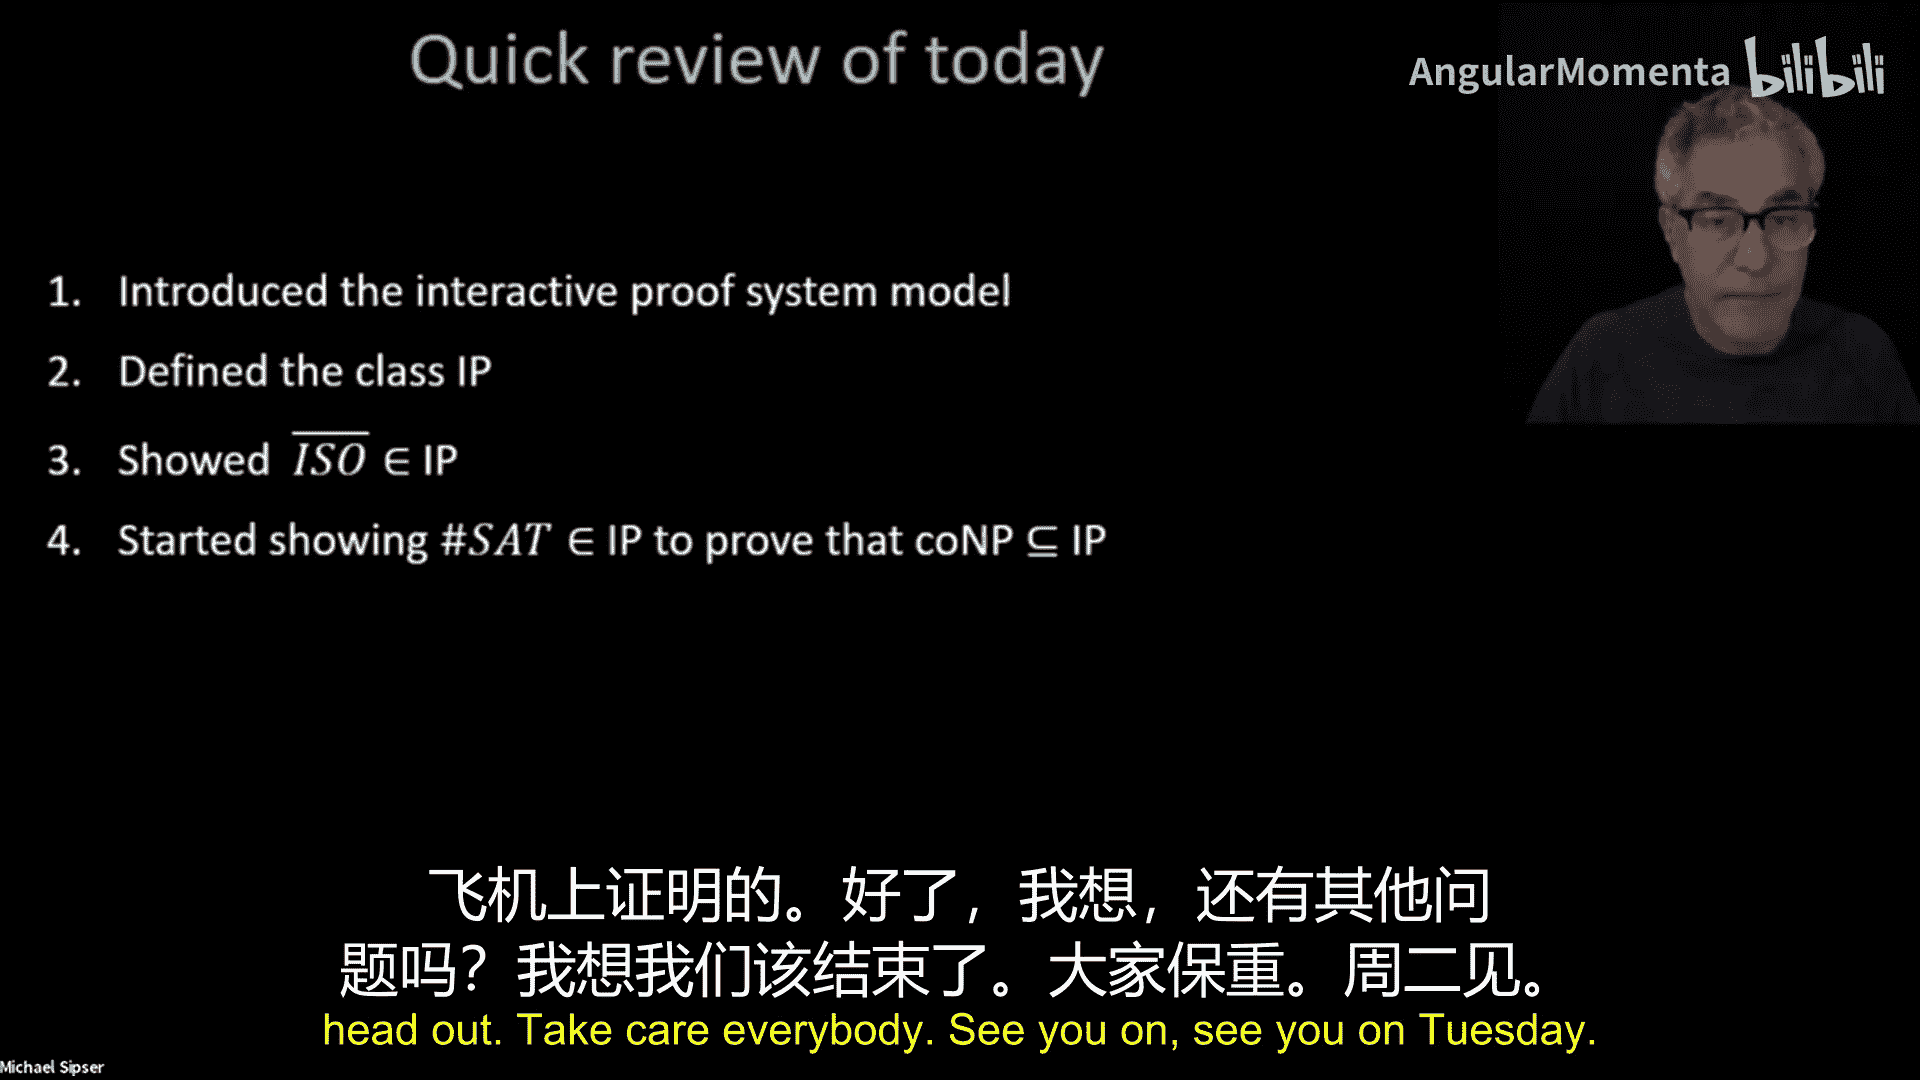 Quick review of today
AngularMomenta bilibili
1. Introduced the interactive proof system model
2. Defined the class IP
3. Showed $\overline{ISO}$ ∈ IP
4. Started showing #SAT ∈ IP to prove that coNP ⊆ IP
飞机上证明的。好了，我想，还有其他问
题吗？我想我们该结束了。大家保重。周二见。
head out. Take care everybody. See you on, see you on Tuesday.
Michael Sipser